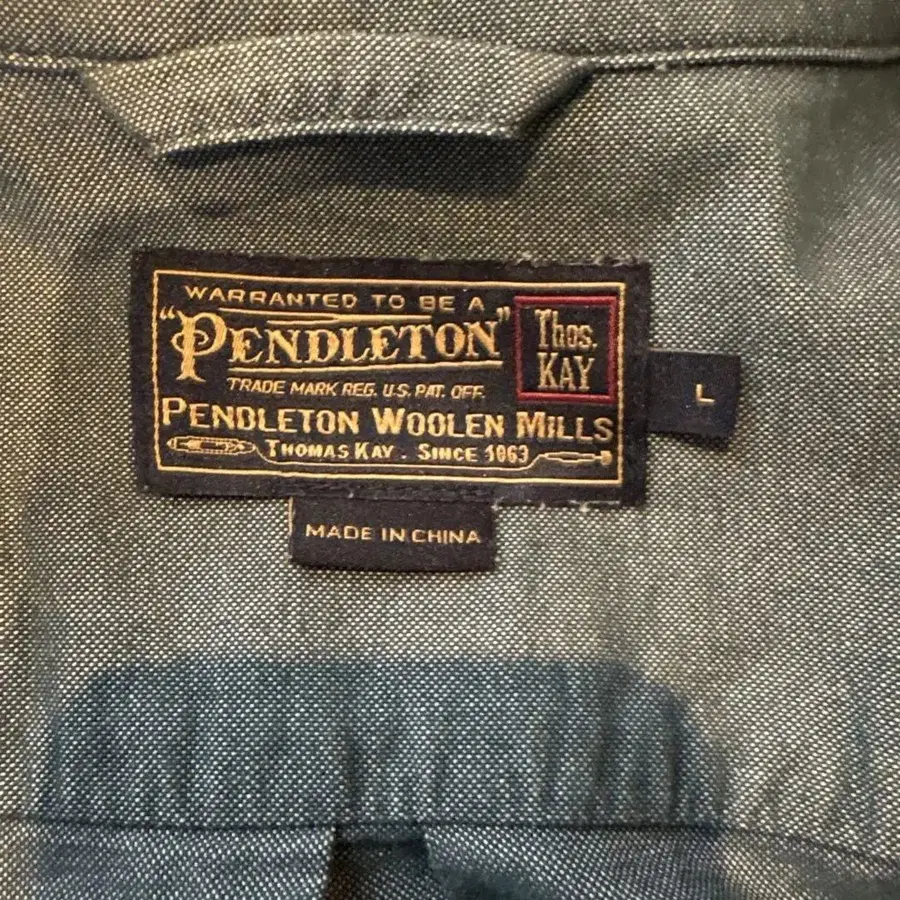 WARRANTED TO BE A
"PENDLETON"
Thos.
KAY
TRADE MARK REG. U.S. PAT. OFF.
PENDLETON WOOLEN MILLS
THOMAS KAY . SINCE 1863
L
MADE IN CHINA